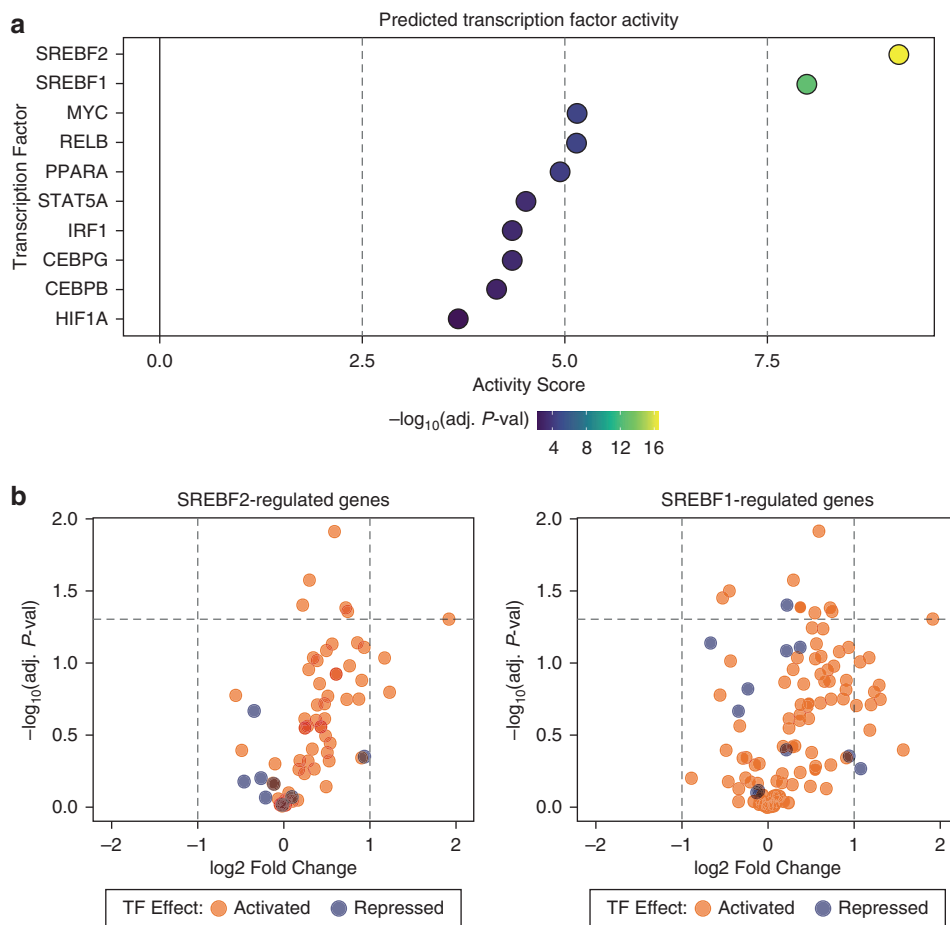 a
Predicted transcription factor activity
Transcription Factor
SREBF2
SREBF1
MYC
RELB
PPARA
STAT5A
IRF1
CEBPG
CEBPB
HIF1A
0.0 2.5 5.0 7.5
Activity Score
–log10(adj. P-val)
4 8 12 16
b
SREBF2-regulated genes
–log10(adj. P-val)
2.0
1.5
1.0
0.5
0.0
–2 –1 0 1 2
log2 Fold Change
TF Effect: Activated Repressed
SREBF1-regulated genes
–log10(adj. P-val)
2.0
1.5
1.0
0.5
0.0
–2 –1 0 1 2
log2 Fold Change
TF Effect: Activated Repressed